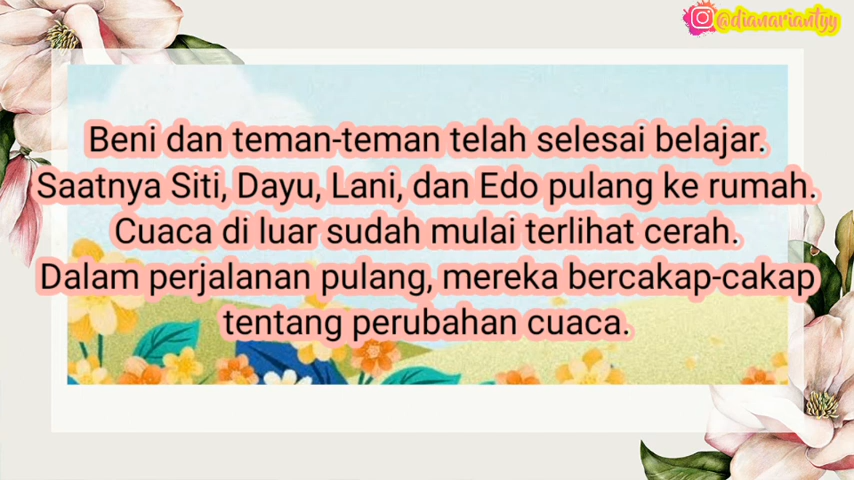 @dianariantyy
Beni dan teman-teman telah selesai belajar.
Saatnya Siti, Dayu, Lani, dan Edo pulang ke rumah.
Cuaca di luar sudah mulai terlihat cerah.
Dalam perjalanan pulang, mereka bercakap-cakap
tentang perubahan cuaca.